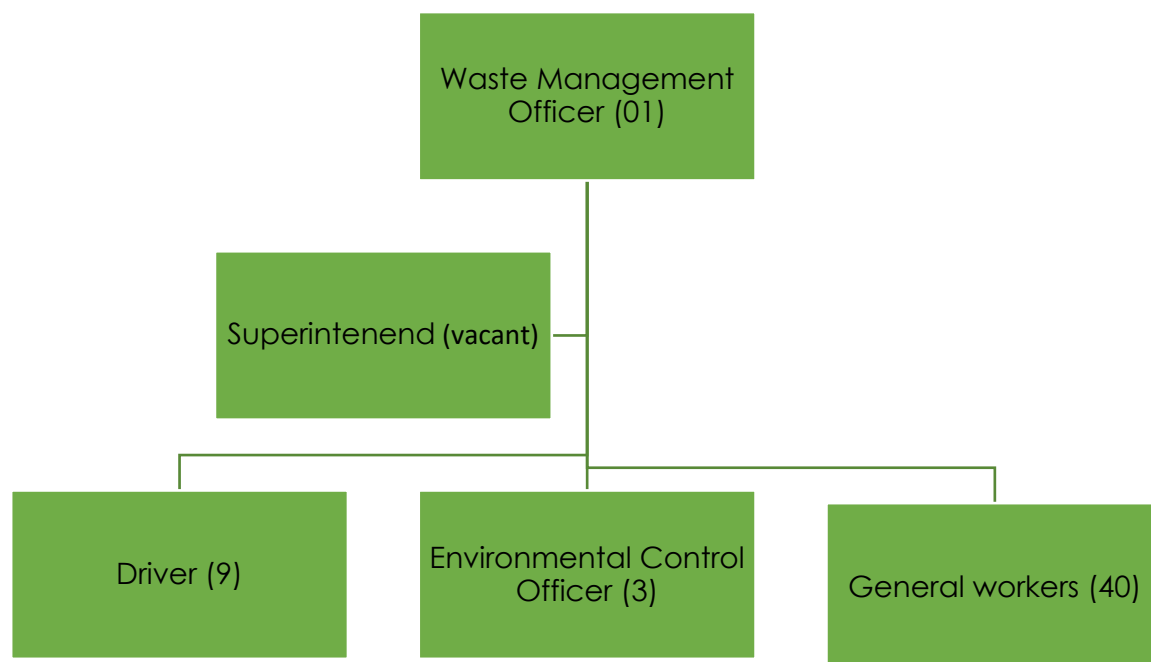 Waste Management
Officer (01)
Superintenend (vacant)
Driver (9)
Environmental Control
Officer (3)
General workers (40)